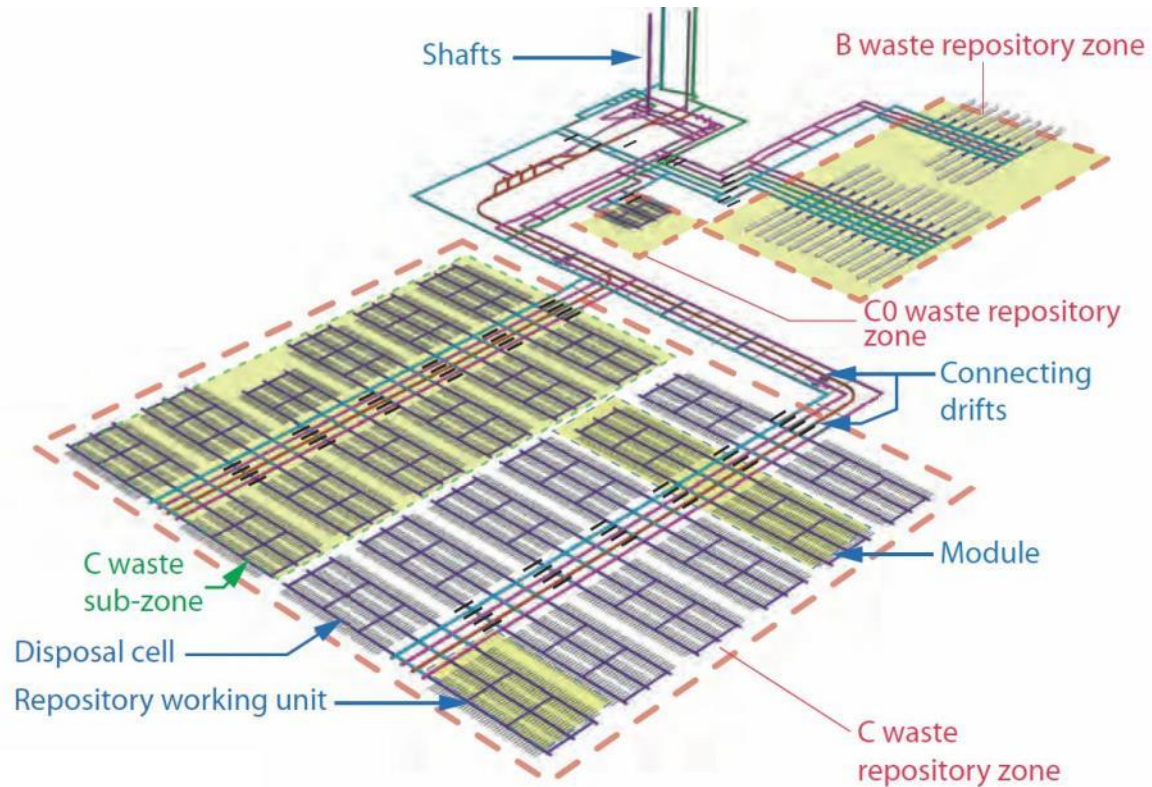 Shafts
B waste repository zone
C0 waste repository
zone
Connecting
drifts
Module
C waste
sub-zone
Disposal cell
Repository working unit
C waste
repository zone